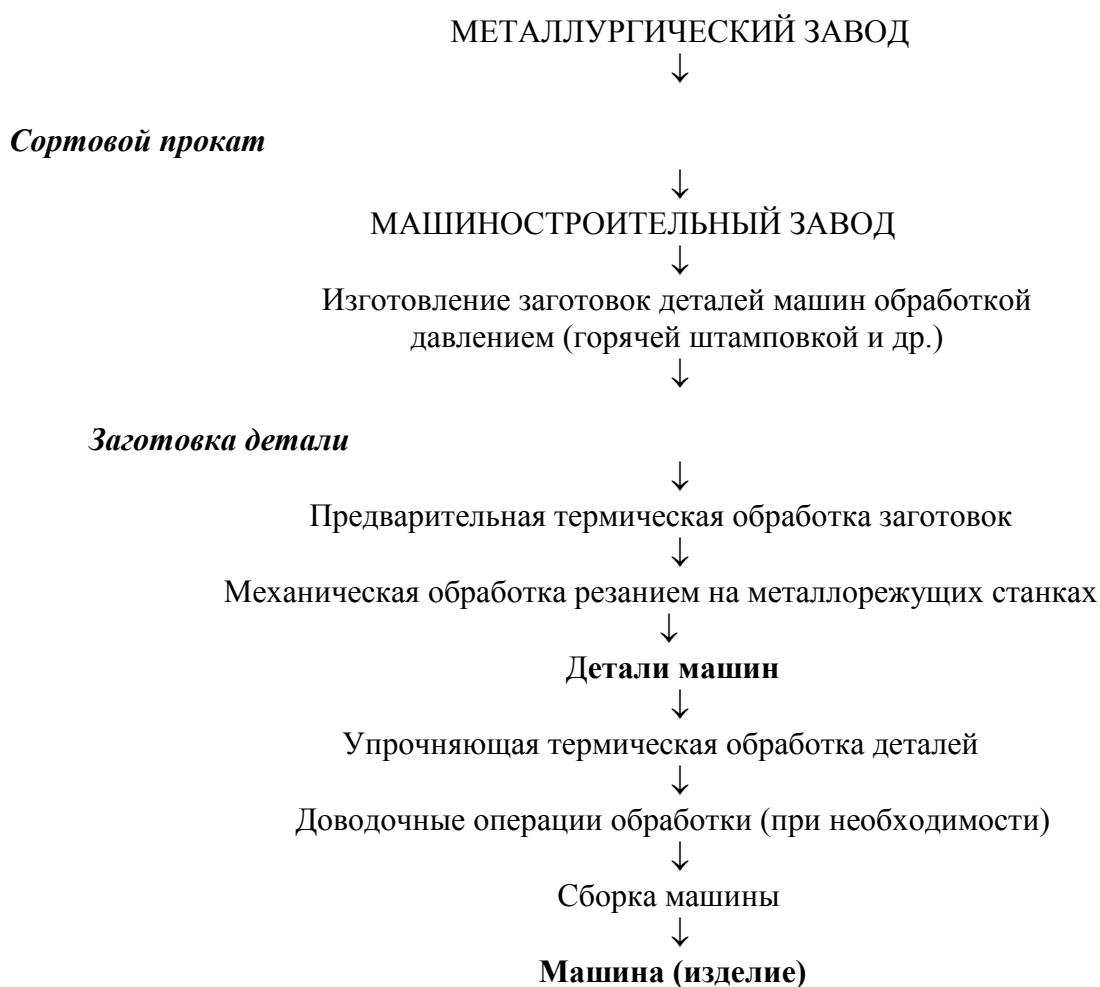 МЕТАЛЛУРГИЧЕСКИЙ ЗАВОД
↓
Сортовой прокат
↓
МАШИНОСТРОИТЕЛЬНЫЙ ЗАВОД
↓
Изготовление заготовок деталей машин обработкой
давлением (горячей штамповкой и др.)
↓
Заготовка детали
↓
Предварительная термическая обработка заготовок
↓
Механическая обработка резанием на металлорежущих станках
↓
Детали машин
↓
Упрочняющая термическая обработка деталей
↓
Доводочные операции обработки (при необходимости)
↓
Сборка машины
↓
Машина (изделие)